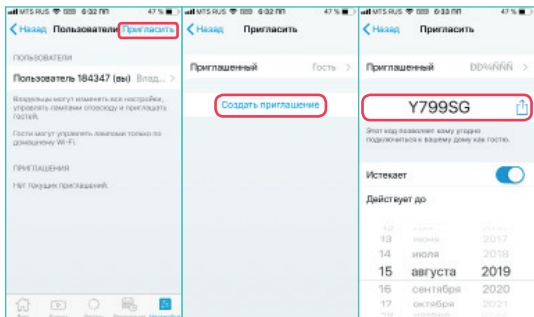 MTS RUS 6:32 ПП 47 %
Назад Пользователи Пригласить
ПОЛЬЗОВАТЕЛИ
Пользователь 184347 (вы) Влад... >
Владельцы могут изменять все настройки,
управлять лампами отовсюду и приглашать
гостей.
Гости могут управлять лампами только по
домашнему Wi-Fi.
ПРИГЛАШЕНИЯ
Нет текущих приглашений.
MTS RUS 6:32 ПП 47 %
Назад Пригласить
Приглашенный Гость >
Создать приглашение
MTS RUS 6:33 ПП 47 %
Назад Пригласить
Приглашенный >
Y799SG
Этот код позволяет кому угодно
подключиться к вашему дому как гостю.
Истекает
Действует до
13 июня 2017
14 июля 2018
15 августа 2019
16 сентября 2020
17 октября 2021